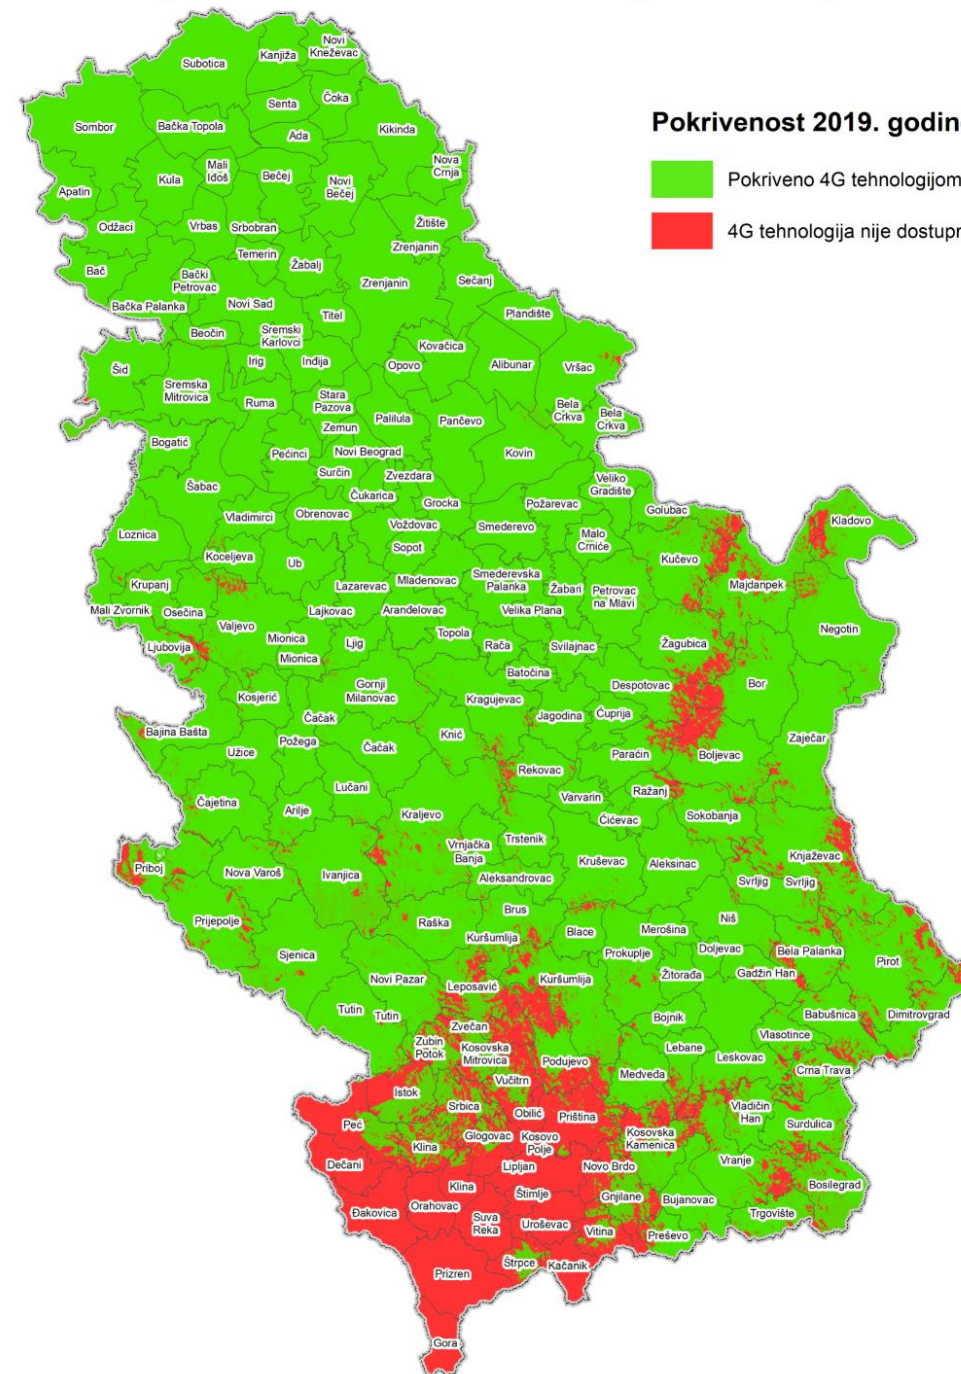 Pokrivenost 2019. godin
Pokriveno 4G tehnologijom
4G tehnologija nije dostupn
Subotica
Kanjiža
Novi
Kneževac
Senta
Čoka
Sombor
Bačka Topola
Ada
Kikinda
Mali
Iđoš
Kula
Bečej
Novi
Bečej
Nova
Crnja
Apatin
Odžaci
Vrbas
Srbobran
Žitište
Zrenjanin
Temerin
Žabalj
Bač
Bački
Petrovac
Zrenjanin
Sečanj
Bačka Palanka
Novi Sad
Titel
Plandište
Beočin
Sremski
Karlovci
Kovačica
Šid
Irig
Inđija
Opovo
Alibunar
Vršac
Sremska
Mitrovica
Ruma
Stara
Pazova
Palilula
Pančevo
Bela
Crkva
Bela
Crkva
Zemun
Bogatić
Pećinci
Novi Beograd
Kovin
Surčin
Zvezdara
Veliko
Gradište
Šabac
Čukarica
Grocka
Požarevac
Golubac
Vladimirci
Obrenovac
Voždovac
Smederevo
Kladovo
Loznica
Malo
Crniće
Koceljeva
Ub
Sopot
Kučevo
Krupanj
Lazarevac
Mladenovac
Smederevska
Palanka
Žabari
Petrovac
na Mlavi
Majdanpek
Mali Zvornik
Osečina
Lajkovac
Aranđelovac
Velika Plana
Valjevo
Negotin
Ljubovija
Mionica
Mionica
Ljig
Topola
Rača
Svilajnac
Žagubica
Batočina
Kosjerić
Gornji
Milanovac
Kragujevac
Despotovac
Bor
Čačak
Jagodina
Ćuprija
Bajina Bašta
Užice
Požega
Čačak
Knić
Zaječar
Paraćin
Boljevac
Rekovac
Lučani
Varvarin
Ražanj
Čajetina
Arilje
Kraljevo
Ćićevac
Sokobanja
Trstenik
Vrnjačka
Banja
Priboj
Nova Varoš
Ivanjica
Kruševac
Aleksinac
Knjaževac
Aleksandrovac
Svrljig
Svrljig
Prijepolje
Raška
Brus
Blace
Merošina
Niš
Kuršumlija
Sjenica
Prokuplje
Doljevac
Bela Palanka
Pirot
Novi Pazar
Leposavić
Kuršumlija
Žitorađa
Gadžin Han
Tutin
Tutin
Zvečan
Bojnik
Babušnica
Dimitrovgrad
Zubin
Potok
Kosovska
Mitrovica
Podujevo
Lebane
Leskovac
Vlasotince
Crna Trava
Vučitrn
Medveđa
Istok
Srbica
Obilić
Priština
Vladičin
Han
Surdulica
Peć
Klina
Glogovac
Kosovo
Polje
Kosovska
Kamenica
Dečani
Lipljan
Novo Brdo
Vranje
Klina
Štimlje
Gnjilane
Bujanovac
Bosilegrad
Đakovica
Orahovac
Suva
Reka
Uroševac
Vitina
Trgovište
Preševo
Štrpce
Kačanik
Prizren
Gora